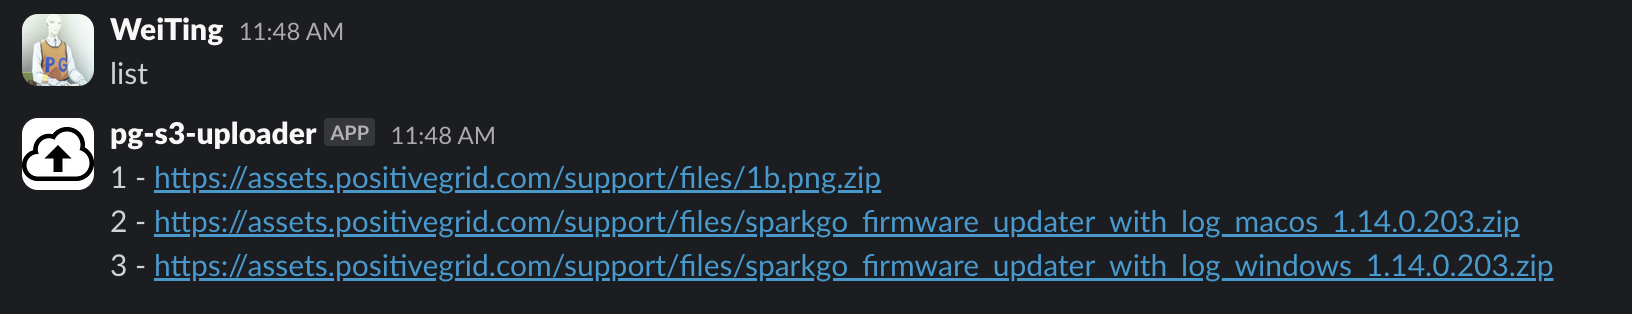 WeiTing 11:48 AM
list
PG
pg-s3-uploader APP 11:48 AM
1 - https://assets.positivegrid.com/support/files/1b.png.zip
2 - https://assets.positivegrid.com/support/files/sparkgo_firmware_updater_with_log_macos_1.14.0.203.zip
3 - https://assets.positivegrid.com/support/files/sparkgo_firmware_updater_with_log_windows_1.14.0.203.zip